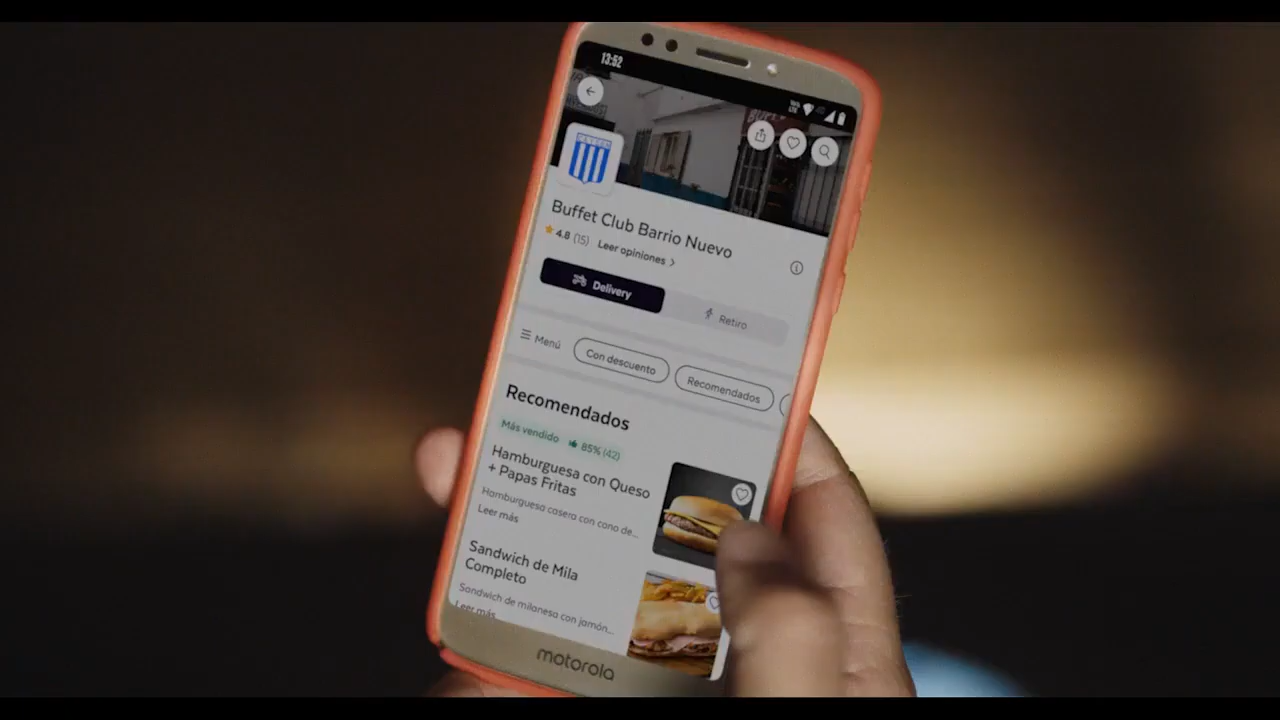 13:52
Buffet Club Barrio Nuevo
4.8 (15) Leer opiniones
Delivery
Retiro
Menú
Con descuento
Recomendados
Recomendados
Más vendido 85% (42)
Hamburguesa con Queso
+ Papas Fritas
Hamburguesa casera con cana de...
Leer más
Sandwich de Mila
Completo
Sandwich de milanesa con jamón...
Leer más
motorola